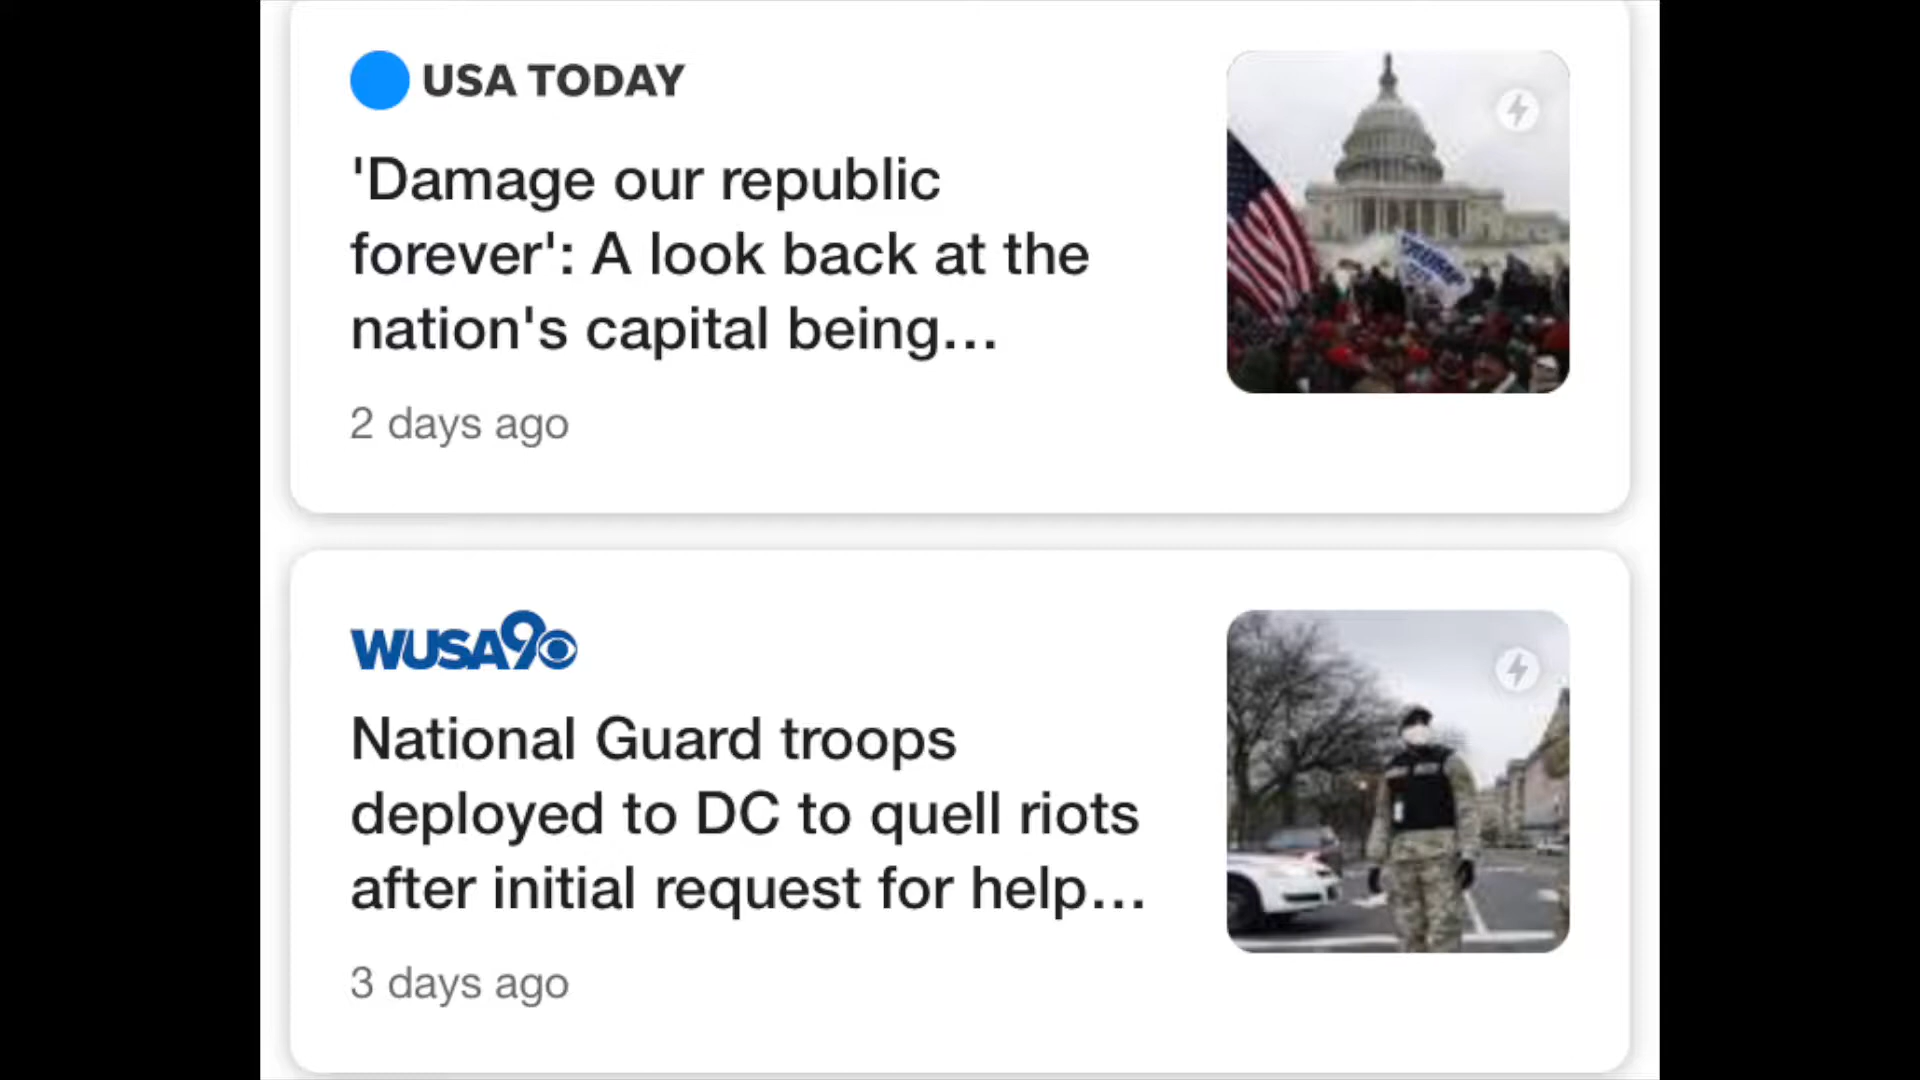 USA TODAY
'Damage our republic
forever': A look back at the
nation's capital being...
2 days ago
WUSA9
National Guard troops
deployed to DC to quell riots
after initial request for help...
3 days ago